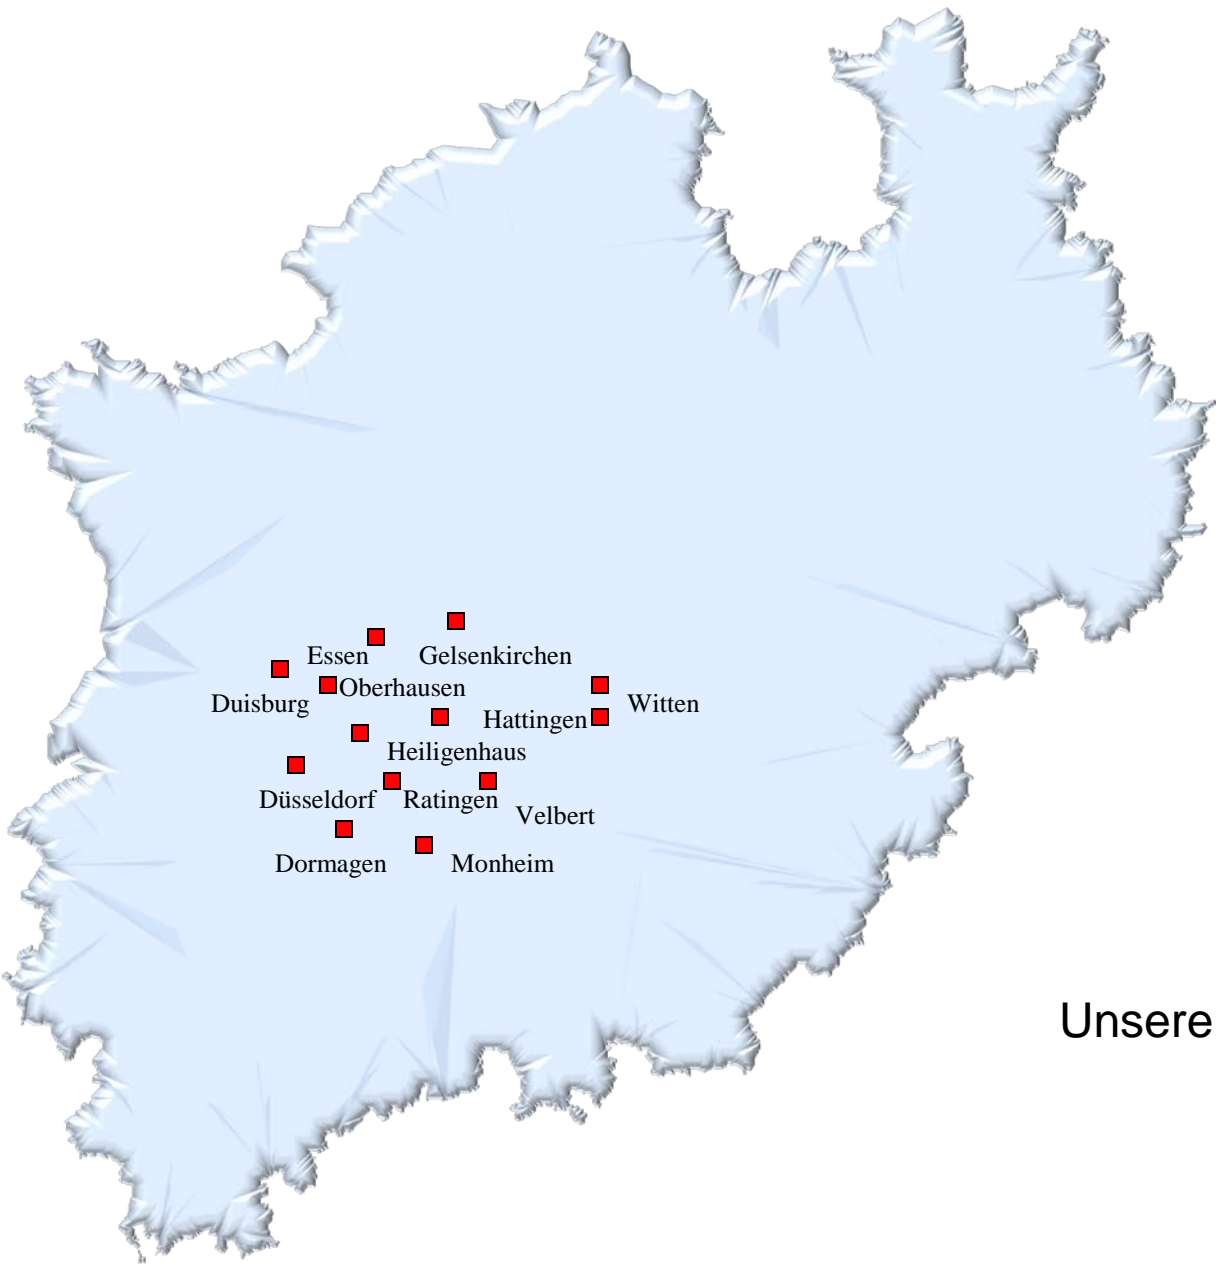 Essen
Gelsenkirchen
Duisburg
Oberhausen
Hattingen
Witten
Heiligenhaus
Düsseldorf
Ratingen
Velbert
Dormagen
Monheim
Unsere